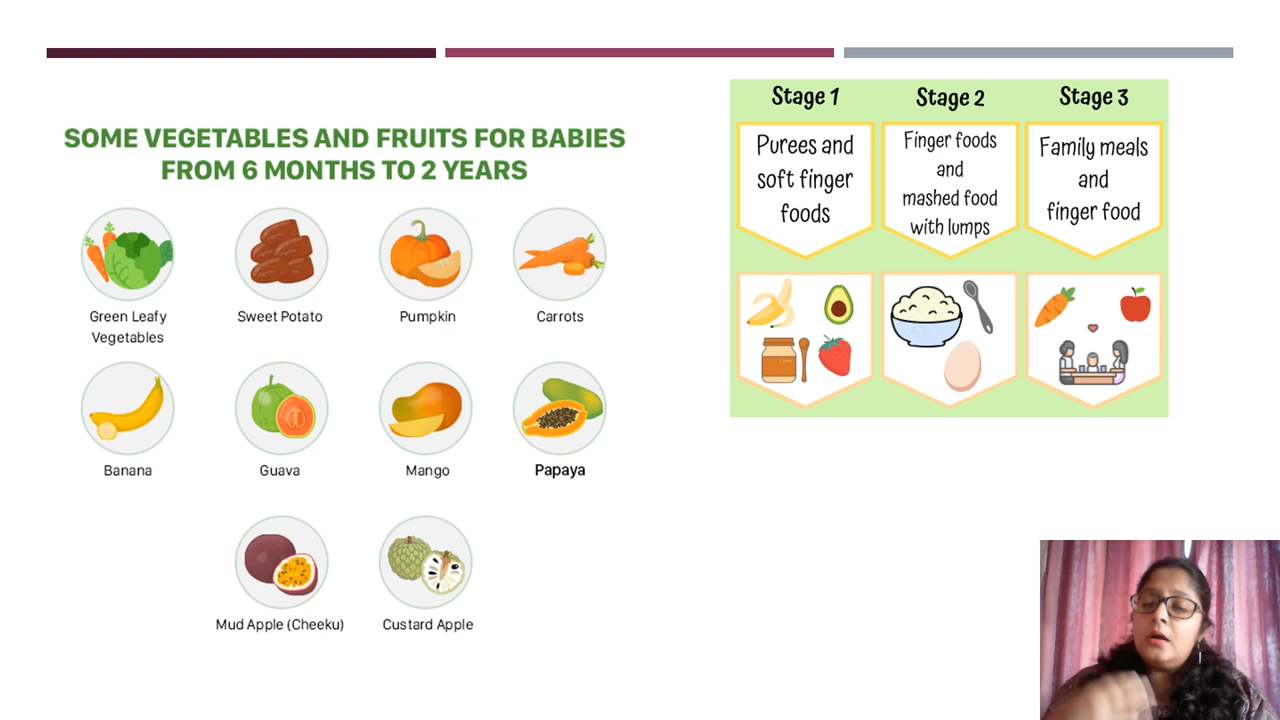 SOME VEGETABLES AND FRUITS FOR BABIES
FROM 6 MONTHS TO 2 YEARS
Green Leafy
Vegetables
Sweet Potato
Pumpkin
Carrots
Banana
Guava
Mango
Papaya
Mud Apple (Cheeku)
Custard Apple
Stage 1
Purees and
soft finger
foods
Stage 2
Finger foods
and
mashed food
with lumps
Stage 3
Family meals
and
finger food